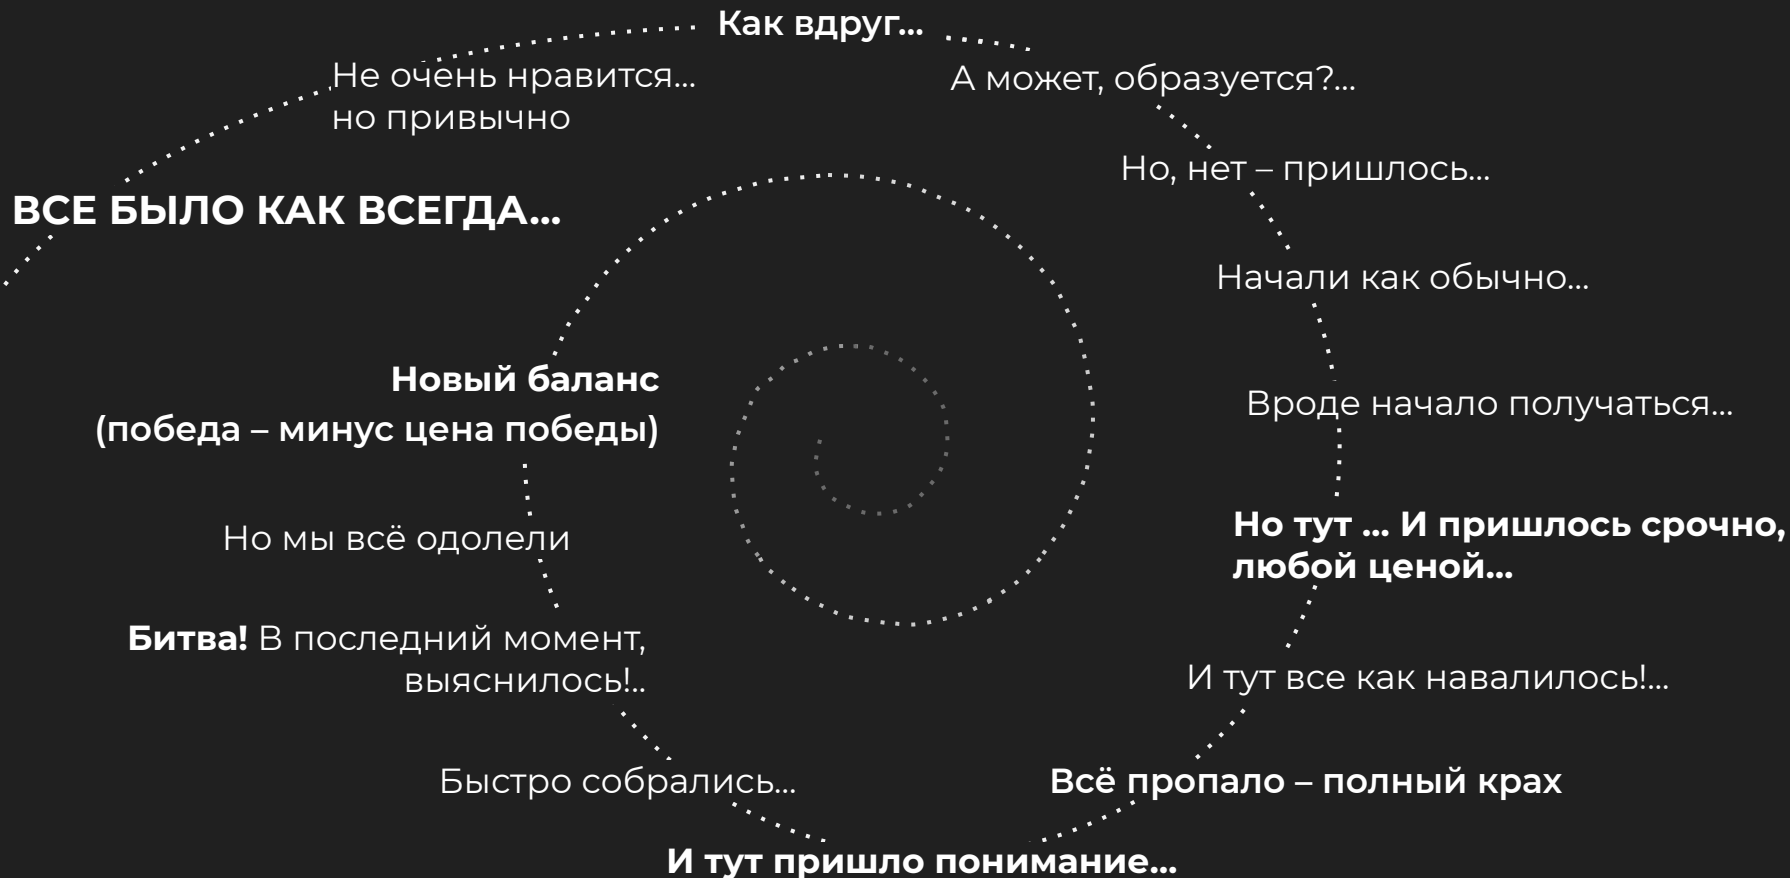 ВСЕ БЫЛО КАК ВСЕГДА...
Не очень нравится...
но привычно
Как вдруг...
А может, образуется?...
Но, нет – пришлось...
Начали как обычно...
Вроде начало получаться...
Но тут ... И пришлось срочно,
любой ценой...
И тут все как навалилось!...
Всё пропало – полный крах
И тут пришло понимание...
Быстро собрались...
Битва! В последний момент,
выяснилось!..
Но мы всё одолели
Новый баланс
(победа – минус цена победы)